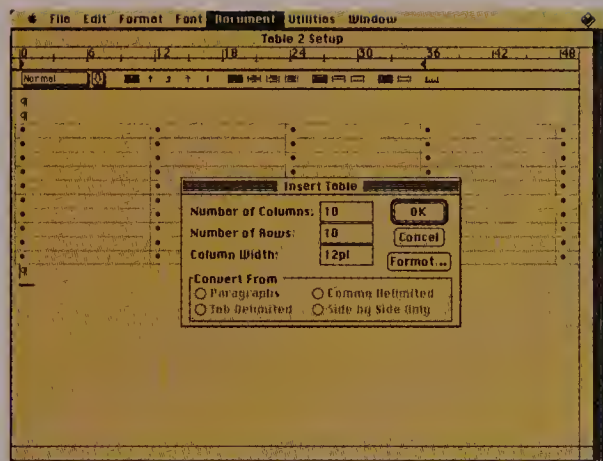 File Edit Format Font Document Utilities Window
Table 2 Setup
0 6 12 18 24 30 36 42 48
Normal
Insert Table
Number of Columns: 10 OK
Number of Rows: 10 Cancel
Column Width: 12pi Format...
Convert From
Paragraphs Comma Delimited
Tab Delimited Side by Side Only